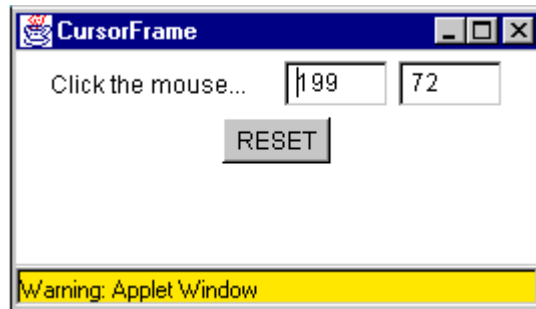 CursorFrame
Click the mouse... 199 72
RESET
Warning: Applet Window